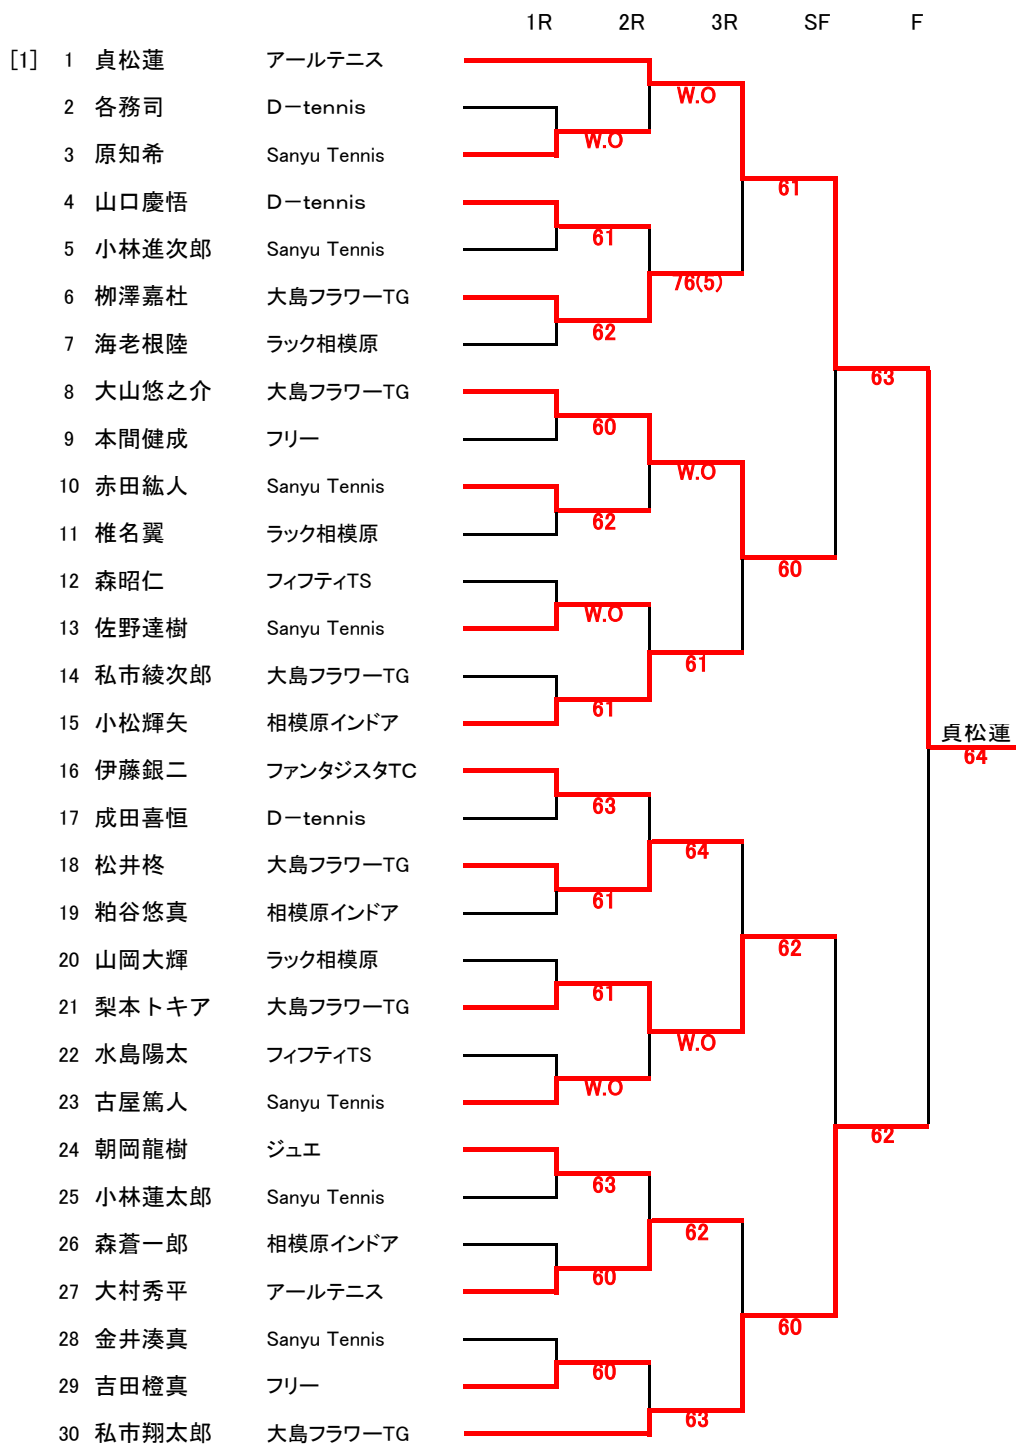 1R 2R 3R SF F
[1] 1 貞松蓮 アールテニス
W.O
2 各務司 D－tennis
W.O
3 原知希 Sanyu Tennis
61
4 山口慶悟 D－tennis
61
5 小林進次郎 Sanyu Tennis
76(5)
6 栁澤嘉杜 大島フラワーTG
62
7 海老根陸 ラック相模原
63
8 大山悠之介 大島フラワーTG
60
9 本間健成 フリー
W.O
10 赤田紘人 Sanyu Tennis
62
11 椎名翼 ラック相模原
60
12 森昭仁 フィフティTS
W.O
13 佐野達樹 Sanyu Tennis
61
14 私市綾次郎 大島フラワーTG
61
15 小松輝矢 相模原インドア
貞松蓮
64
16 伊藤銀二 ファンタジスタTC
63
17 成田喜恒 D－tennis
64
18 松井柊 大島フラワーTG
61
19 粕谷悠真 相模原インドア
62
20 山岡大輝 ラック相模原
61
21 梨本トキア 大島フラワーTG
W.O
22 水島陽太 フィフティTS
W.O
23 古屋篤人 Sanyu Tennis
62
24 朝岡龍樹 ジュエ
63
25 小林蓮太郎 Sanyu Tennis
62
26 森蒼一郎 相模原インドア
60
27 大村秀平 アールテニス
60
28 金井湊真 Sanyu Tennis
60
29 吉田橙真 フリー
63
30 私市翔太郎 大島フラワーTG